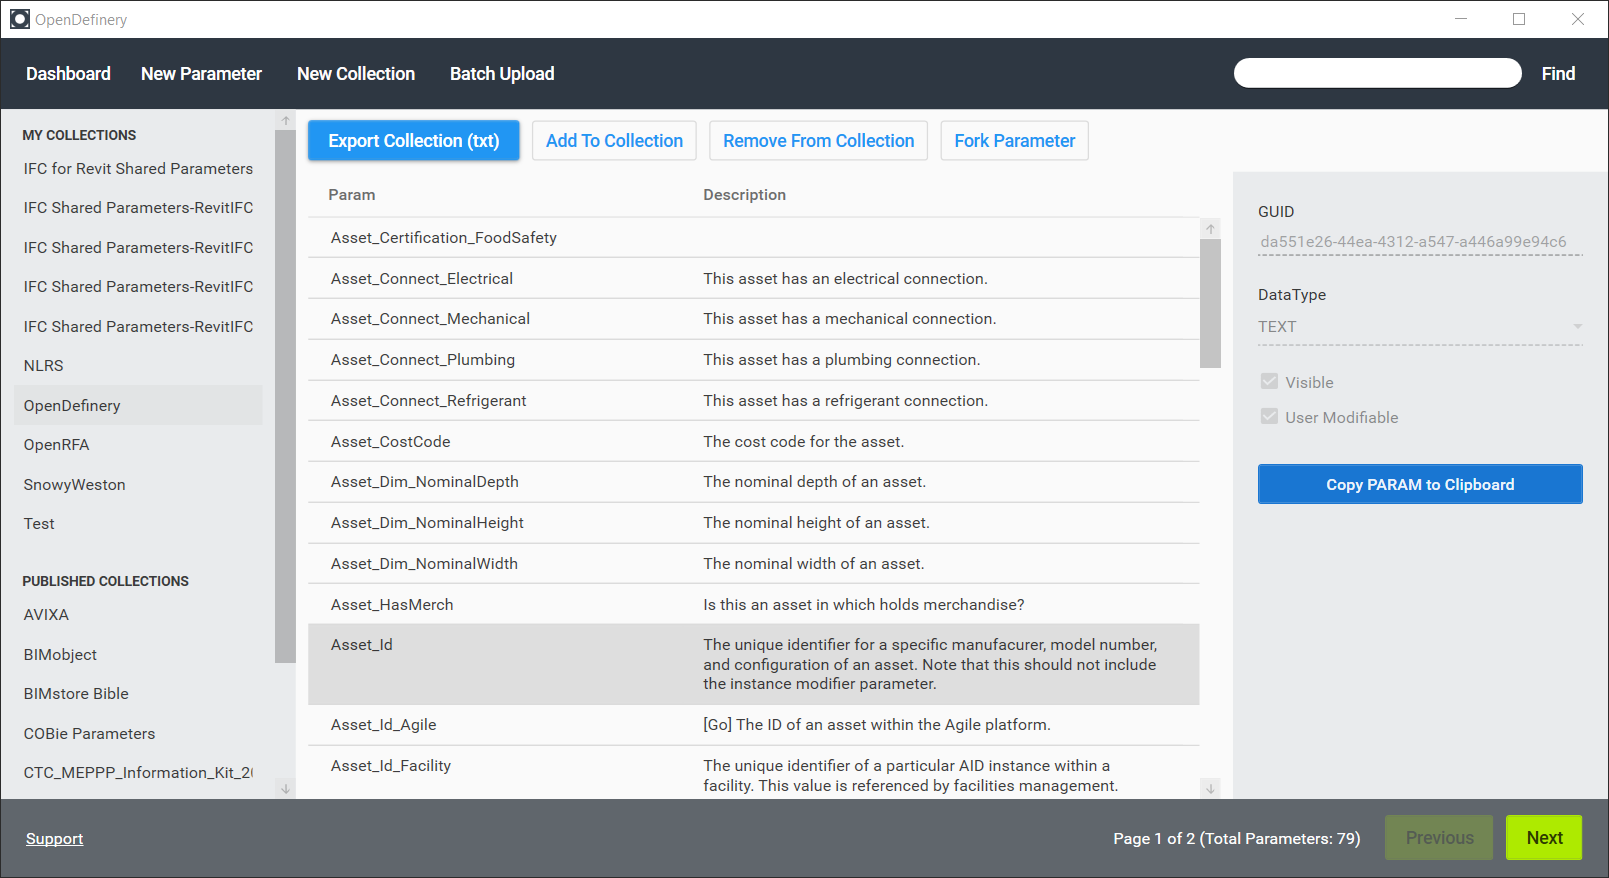 OpenDefinery
Dashboard New Parameter New Collection Batch Upload Find
MY COLLECTIONS
IFC for Revit Shared Parameters
IFC Shared Parameters-RevitIFC
IFC Shared Parameters-RevitIFC
IFC Shared Parameters-RevitIFC
IFC Shared Parameters-RevitIFC
NLRS
OpenDefinery
OpenRFA
SnowyWeston
Test
PUBLISHED COLLECTIONS
AVIXA
BIMobject
BIMstore Bible
COBie Parameters
CTC_MEPPP_Information_Kit_20
Export Collection (txt) Add To Collection Remove From Collection Fork Parameter
Param Description
Asset_Certification_FoodSafety
Asset_Connect_Electrical This asset has an electrical connection.
Asset_Connect_Mechanical This asset has a mechanical connection.
Asset_Connect_Plumbing This asset has a plumbing connection.
Asset_Connect_Refrigerant This asset has a refrigerant connection.
Asset_CostCode The cost code for the asset.
Asset_Dim_NominalDepth The nominal depth of an asset.
Asset_Dim_NominalHeight The nominal height of an asset.
Asset_Dim_NominalWidth The nominal width of an asset.
Asset_HasMerch Is this an asset in which holds merchandise?
Asset_Id The unique identifier for a specific manufacurer, model number,
and configuration of an asset. Note that this should not include
the instance modifier parameter.
Asset_Id_Agile [Go] The ID of an asset within the Agile platform.
Asset_Id_Facility The unique identifier of a particular AID instance within a
facility. This value is referenced by facilities management.
GUID
da551e26-44ea-4312-a547-a446a99e94c6
DataType
TEXT
Visible
User Modifiable
Copy PARAM to Clipboard
Support Page 1 of 2 (Total Parameters: 79) Previous Next